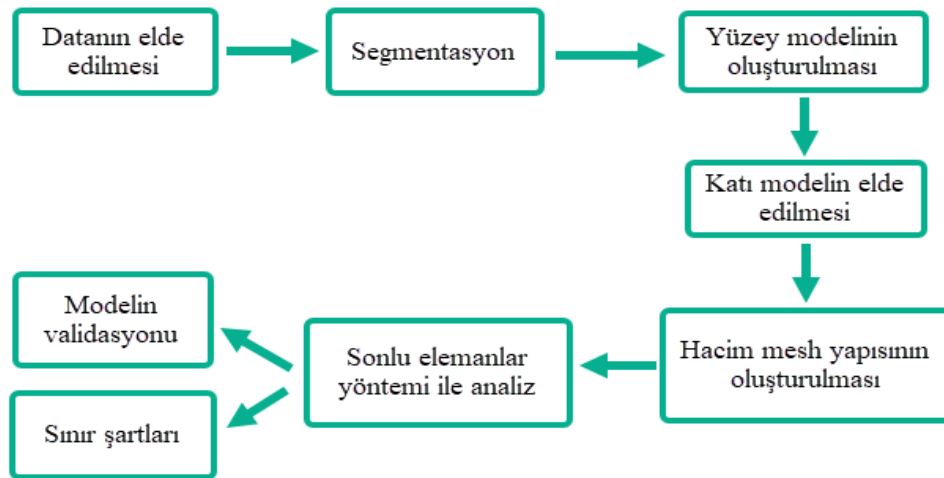 Datanın elde
edilmesi
Segmentasyon
Yüzey modelinin
oluşturulması
Katı modelin elde
edilmesi
Hacim mesh yapısının
oluşturulması
Sonlu elemanlar
yöntemi ile analiz
Modelin
validasyonu
Sınır şartları